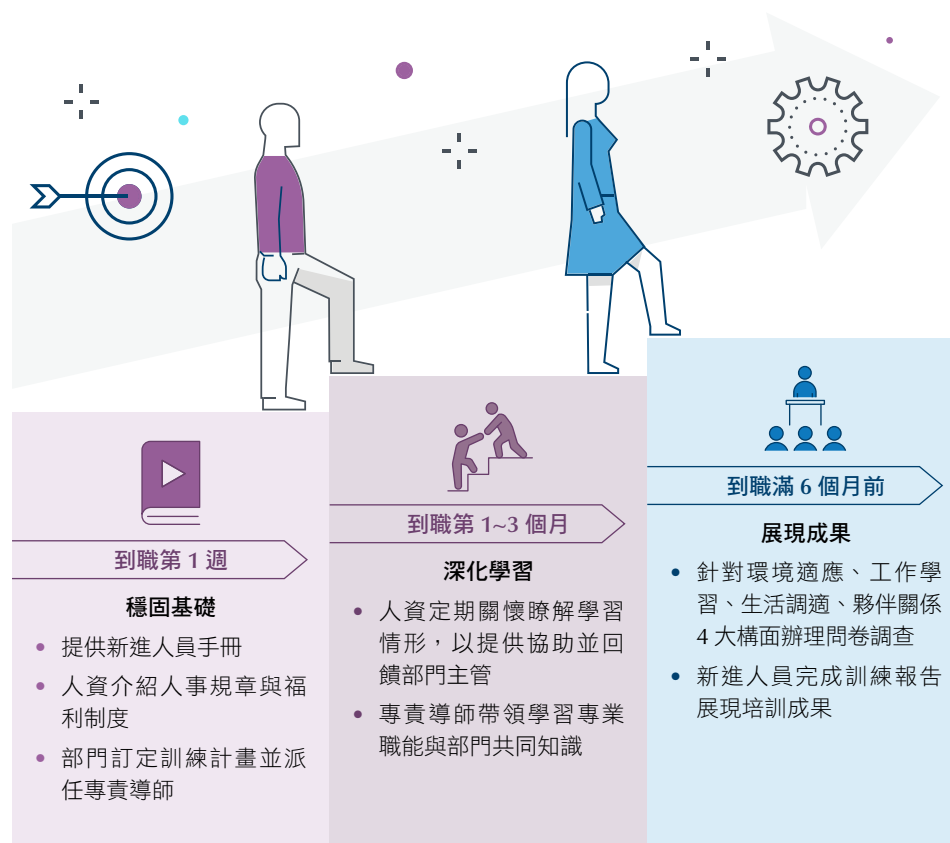 到職第 1 週
穩固基礎
• 提供新進人員手冊
• 人資介紹人事規章與福
利制度
• 部門訂定訓練計畫並派
任專責導師
到職第 1~3 個月
深化學習
• 人資定期關懷瞭解學習
情形，以提供協助並回
饋部門主管
• 專責導師帶領學習專業
職能與部門共同知識
到職滿 6 個月前
展現成果
• 針對環境適應、工作學
習、生活調適、夥伴關係
4 大構面辦理問卷調查
• 新進人員完成訓練報告
展現培訓成果